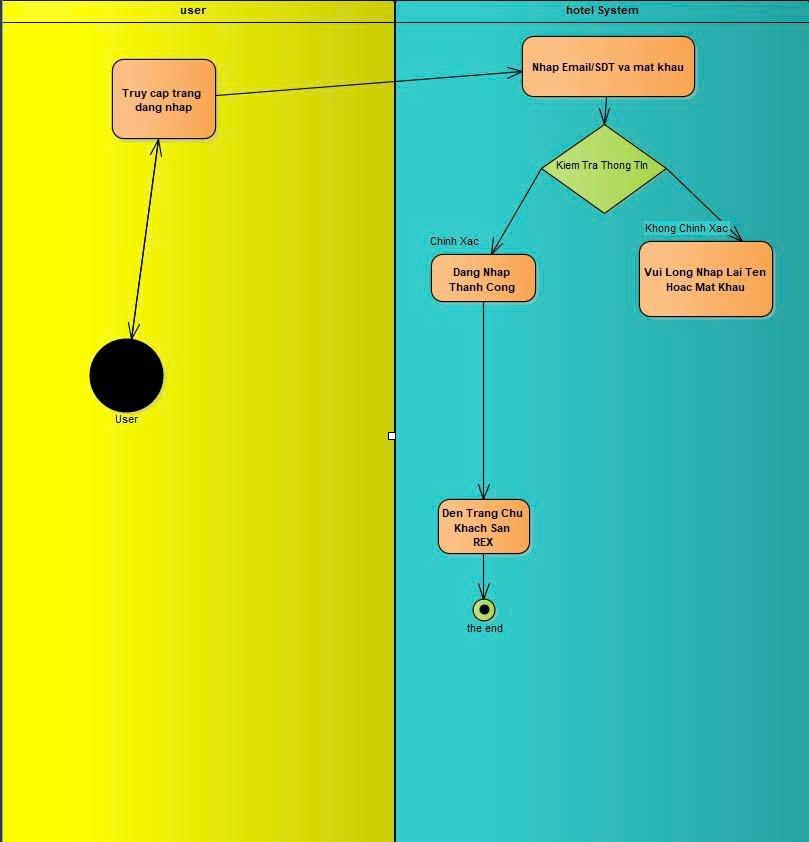 user
hotel System
Truy cap trang
dang nhap
Nhap Email/SDT va mat khau
Kiem Tra Thong TIn
Chinh Xac
Khong Chinh Xac
Dang Nhap
Thanh Cong
Vui Long Nhap Lai Ten
Hoac Mat Khau
User
Den Trang Chu
Khach San
REX
the end